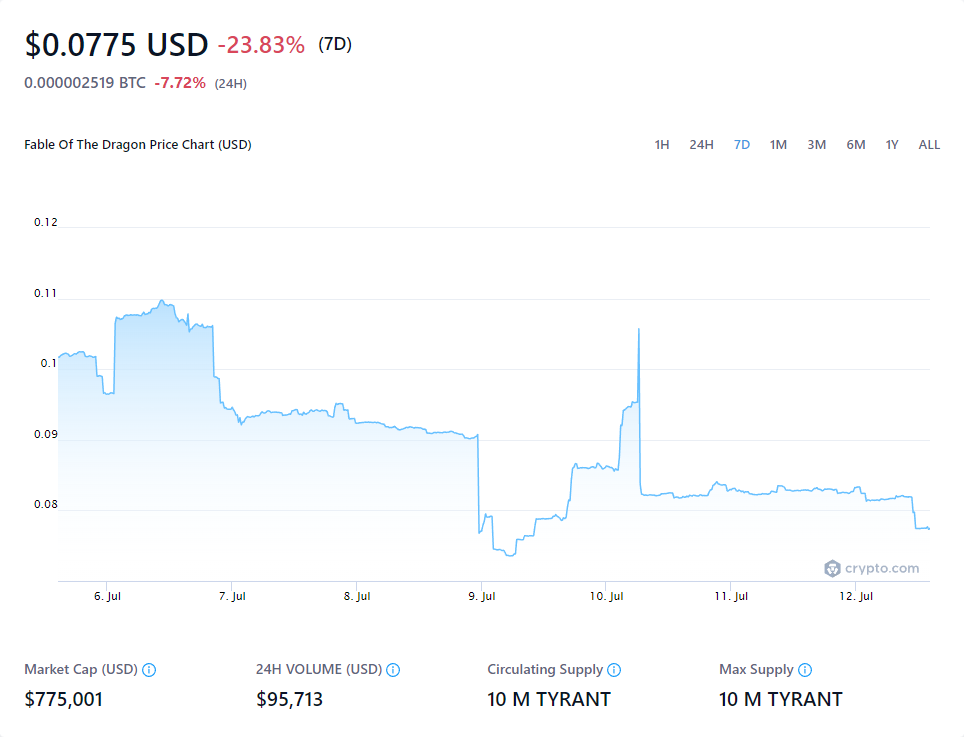 $0.0775 USD -23.83% (7D)
0.000002519 BTC -7.72% (24H)
Fable Of The Dragon Price Chart (USD) 1H 24H 7D 1M 3M 6M 1Y ALL
0.12
0.11
0.1
0.09
0.08
crypto.com
6. Jul 7. Jul 8. Jul 9. Jul 10. Jul 11. Jul 12. Jul
Market Cap (USD) 24H VOLUME (USD) Circulating Supply Max Supply
$775,001 $95,713 10 M TYRANT 10 M TYRANT